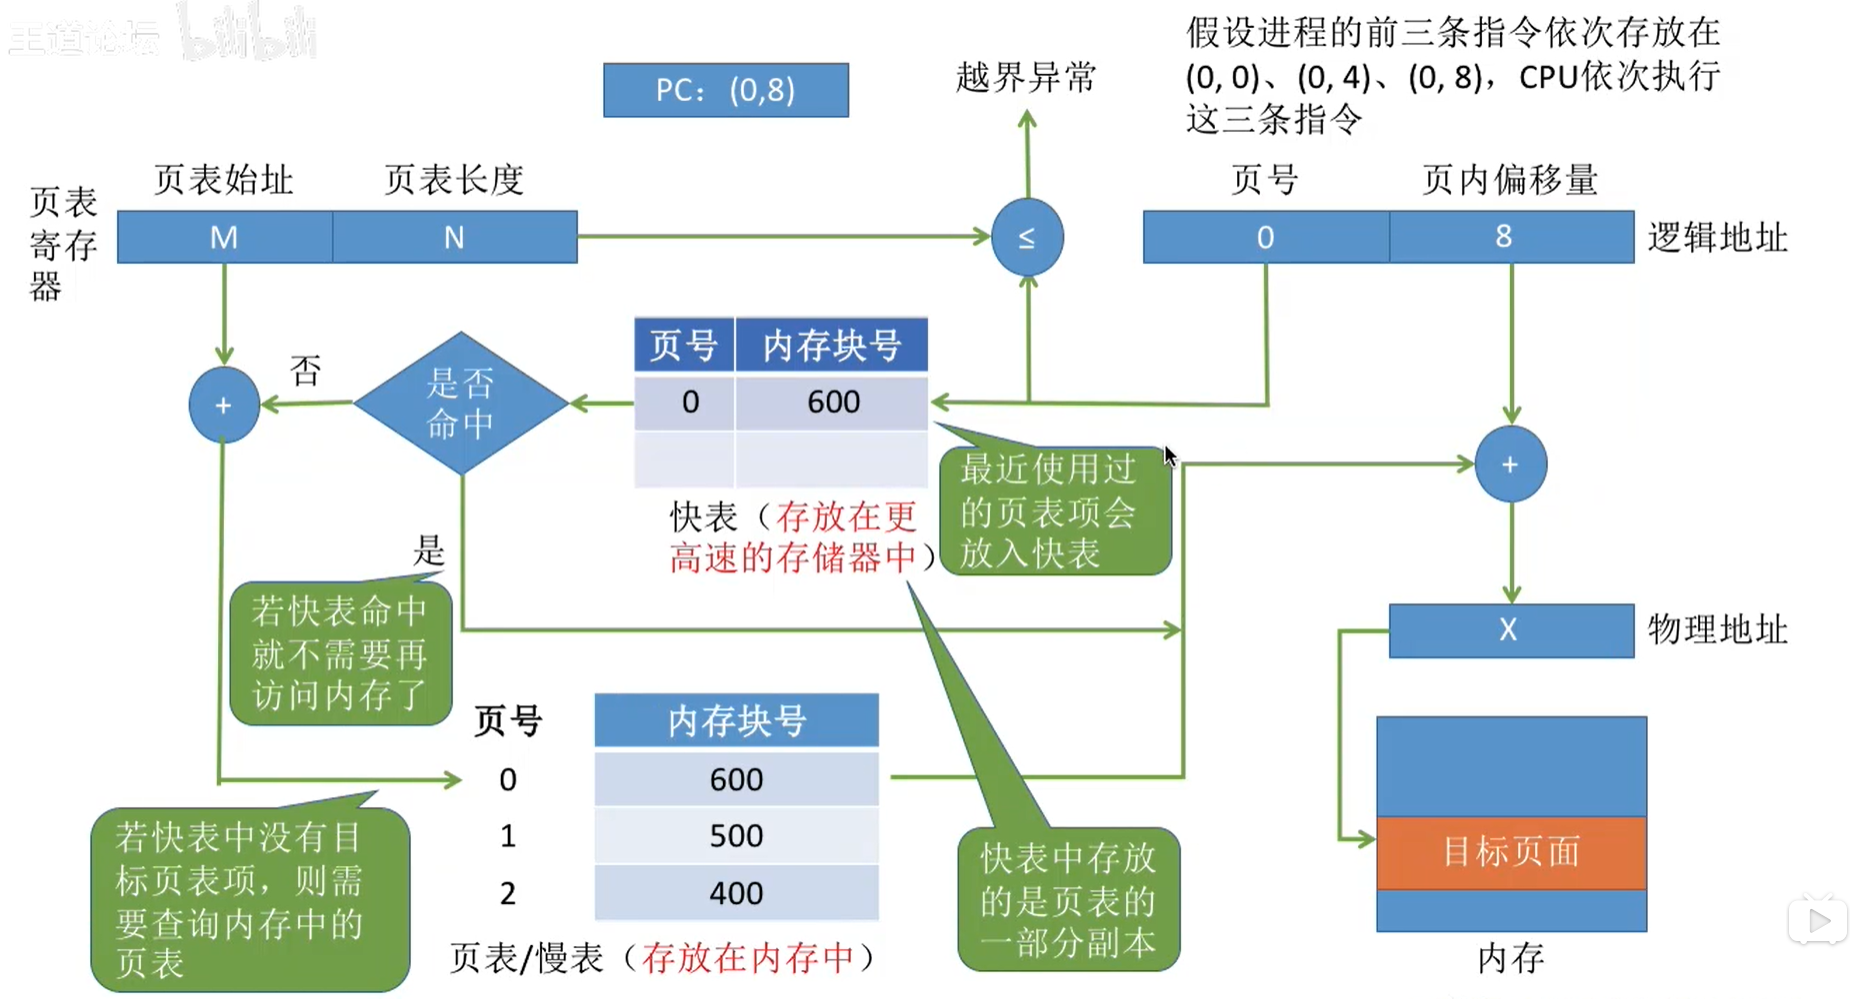 王道论坛 bilibili
PC:（0,8)
越界异常
假设进程的前三条指令依次存放在
(0, 0)、(0, 4)、(0, 8)，CPU依次执行
这三条指令
页表
寄存
器
页表始址
页表长度
M
N
≤
页号
页内偏移量
0
8
逻辑地址
+
否
是否
命中
是
页号
内存块号
0
600
快表（存放在更
高速的存储器中）
最近使用过
的页表项会
放入快表
+
若快表命中
就不需要再
访问内存了
X
物理地址
页号
内存块号
0
600
1
500
2
400
页表/慢表（存放在内存中）
若快表中没有目
标页表项，则需
要查询内存中的
页表
快表中存放
的是页表的
一部分副本
目标页面
内存